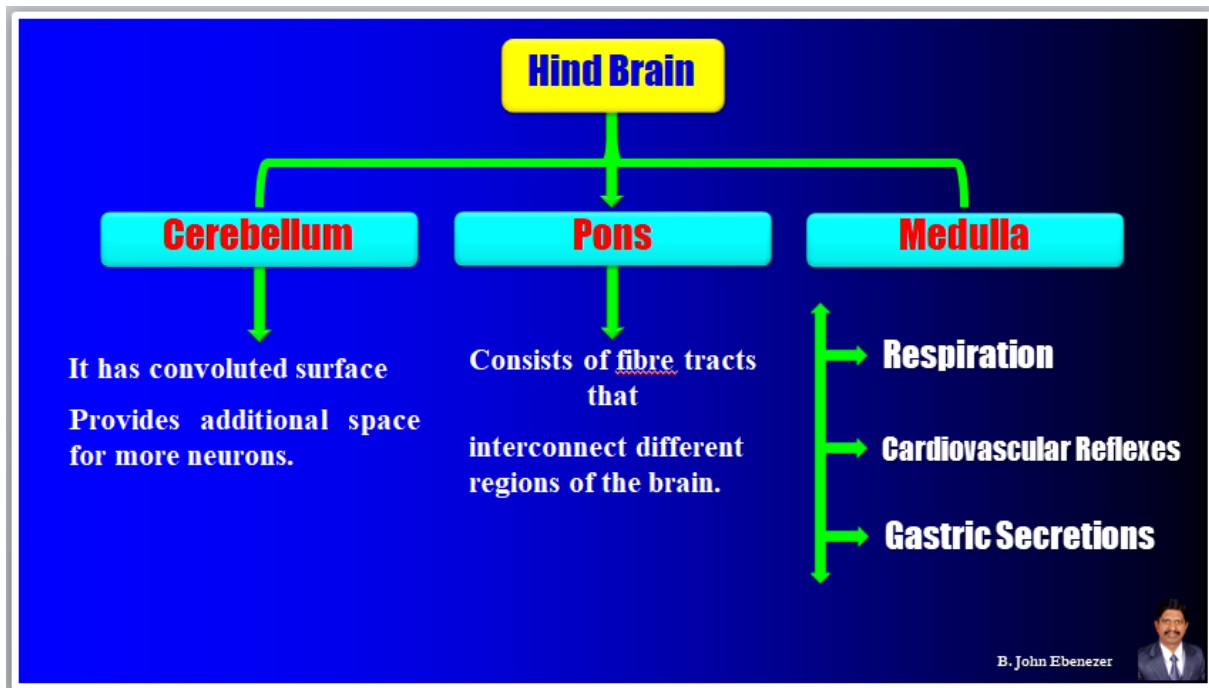 Hind Brain
Cerebellum
Pons
Medulla
It has convoluted surface
Provides additional space
for more neurons.
Consists of fibre tracts
that
interconnect different
regions of the brain.
Respiration
Cardiovascular Reflexes
Gastric Secretions
B. John Ebenezer